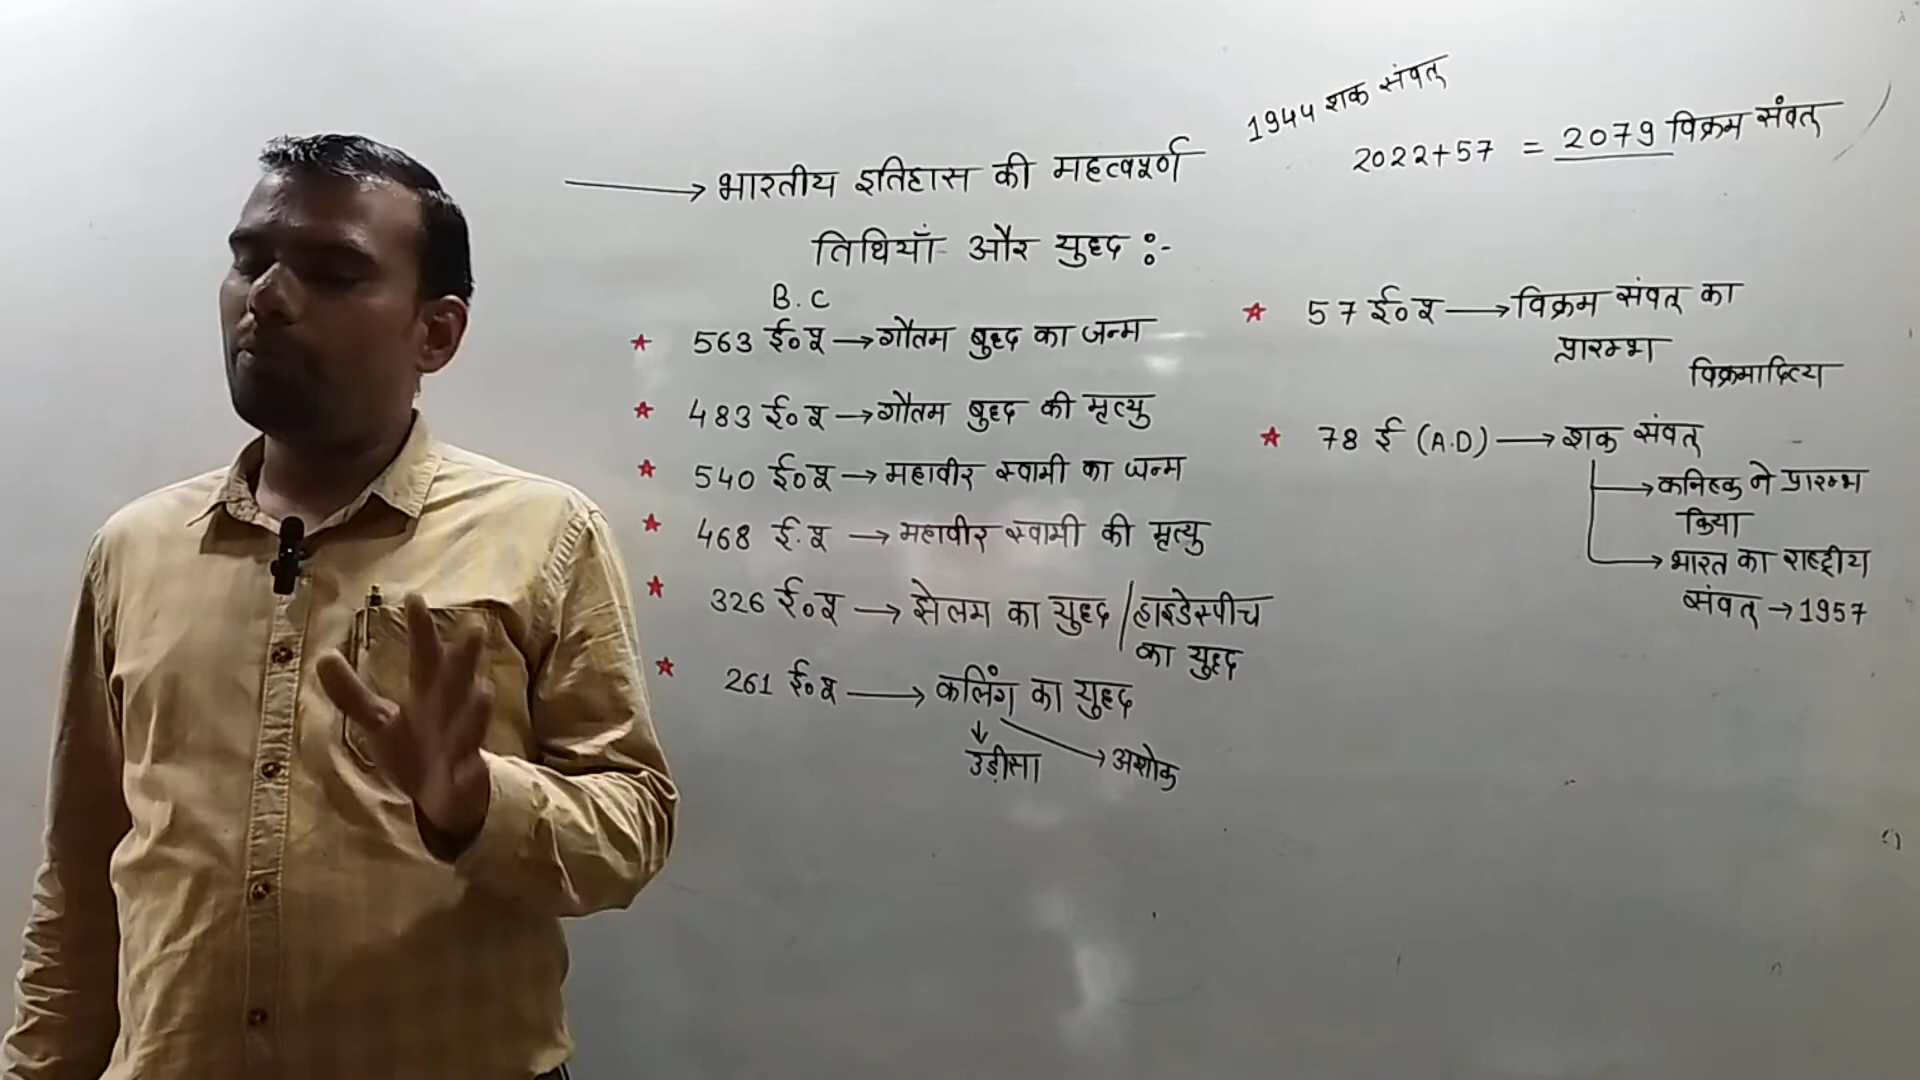 1944 शक संवत्
2022+57 = 2079 विक्रम संवत्
→ भारतीय इतिहास की महत्वपूर्ण
तिथियाँ और युद्ध :-
B.C
★ 563 ई०पू → गौतम बुद्ध का जन्म
★ 483 ई०पू → गौतम बुद्ध की मृत्यु
★ 540 ई०पू → महावीर स्वामी का जन्म
★ 468 ई.पू → महावीर स्वामी की मृत्यु
★ 326 ई०पू → झेलम का युद्ध / हाइडेस्पीच
का युद्ध
★ 261 ई०पू → कलिंग का युद्ध
↓ उड़ीसा → अशोक
★ 57 ई०पू → विक्रम संवत् का
प्रारम्भ
विक्रमादित्य
★ 78 ई (A.D) → शक संवत्
→ कनिष्क ने प्रारम्भ
किया
→ भारत का राष्ट्रीय
संवत् → 1957